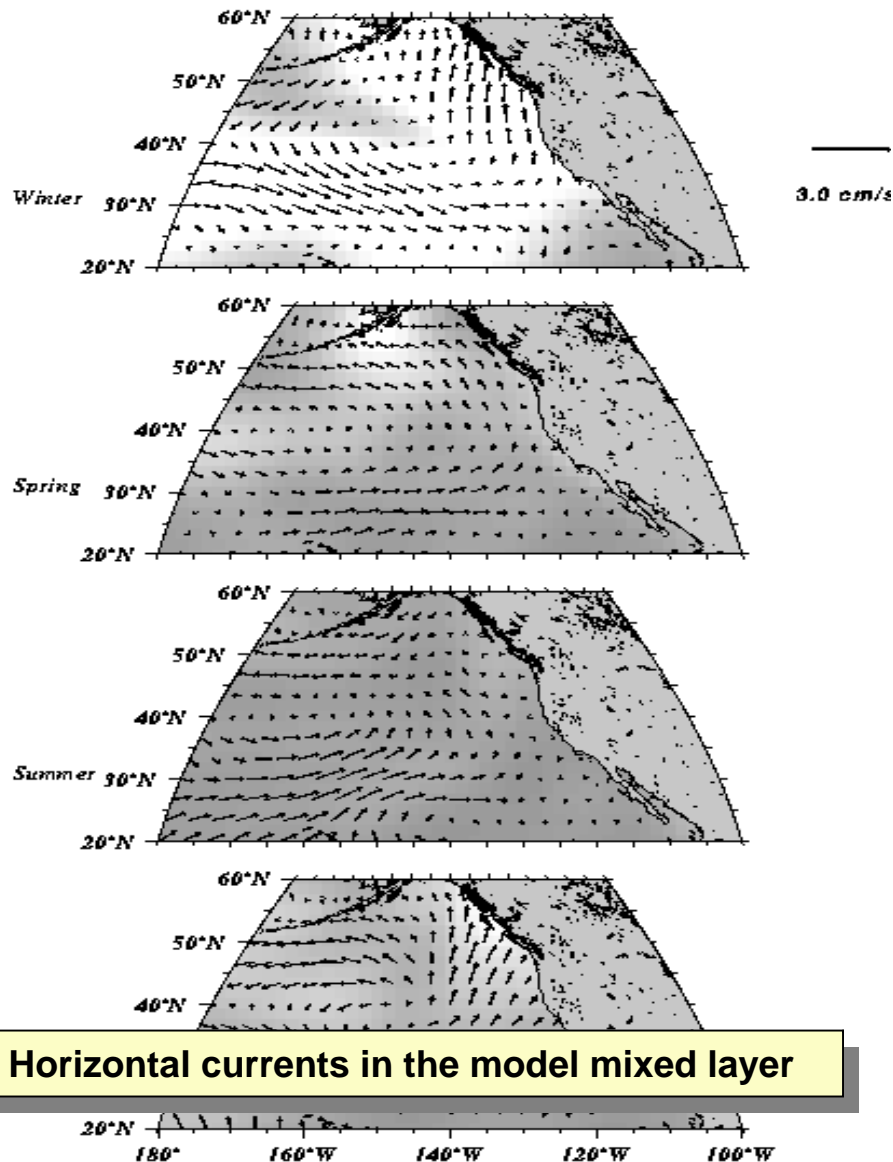 60°N
50°N
40°N
Winter 30°N
20°N
3.0 cm/s
60°N
50°N
40°N
Spring 30°N
20°N
60°N
50°N
40°N
Summer 30°N
20°N
60°N
50°N
40°N
Horizontal currents in the model mixed layer
20°N
180° 160°W 140°W 120°W 100°W